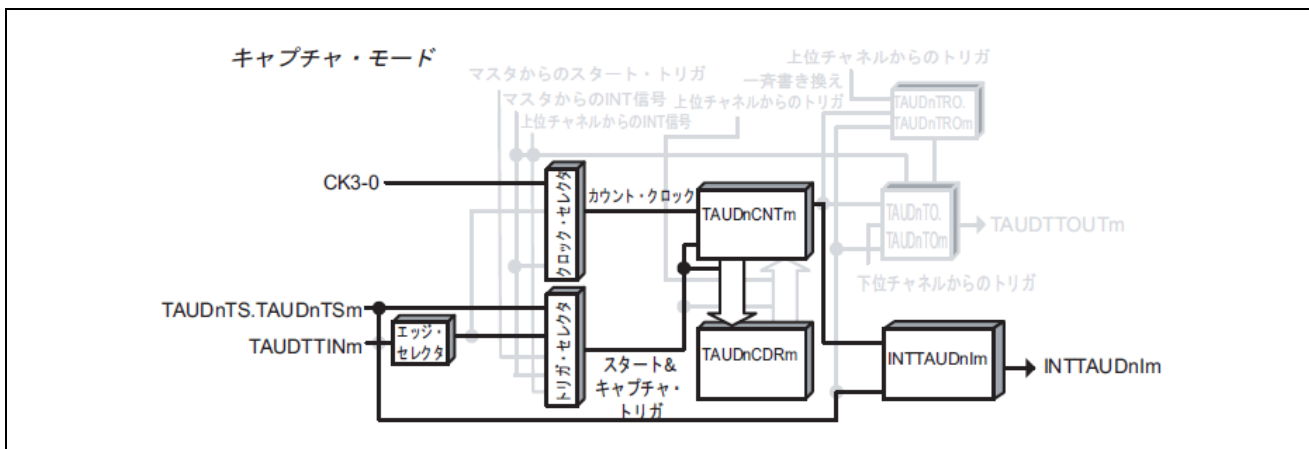 キャプチャ・モード
上位チャネルからのトリガ
マスタからのスタート・トリガ
一斉書き換え
マスタからのINT信号
上位チャネルからのトリガ
上位チャネルからのINT信号
TAUDnTRO.
TAUDnTROm
CK3-0
クロック・セレクタ
カウント・クロック
TAUDnCNTm
TAUDnTO.
TAUDnTOm
TAUDTTOUTm
下位チャネルからのトリガ
TAUDnTS.TAUDnTSm
TAUDTTINm
エッジ・
セレクタ
トリガ・セレクタ
スタート&
キャプチャ・
トリガ
TAUDnCDRm
INTTAUDnIm
INTTAUDnIm